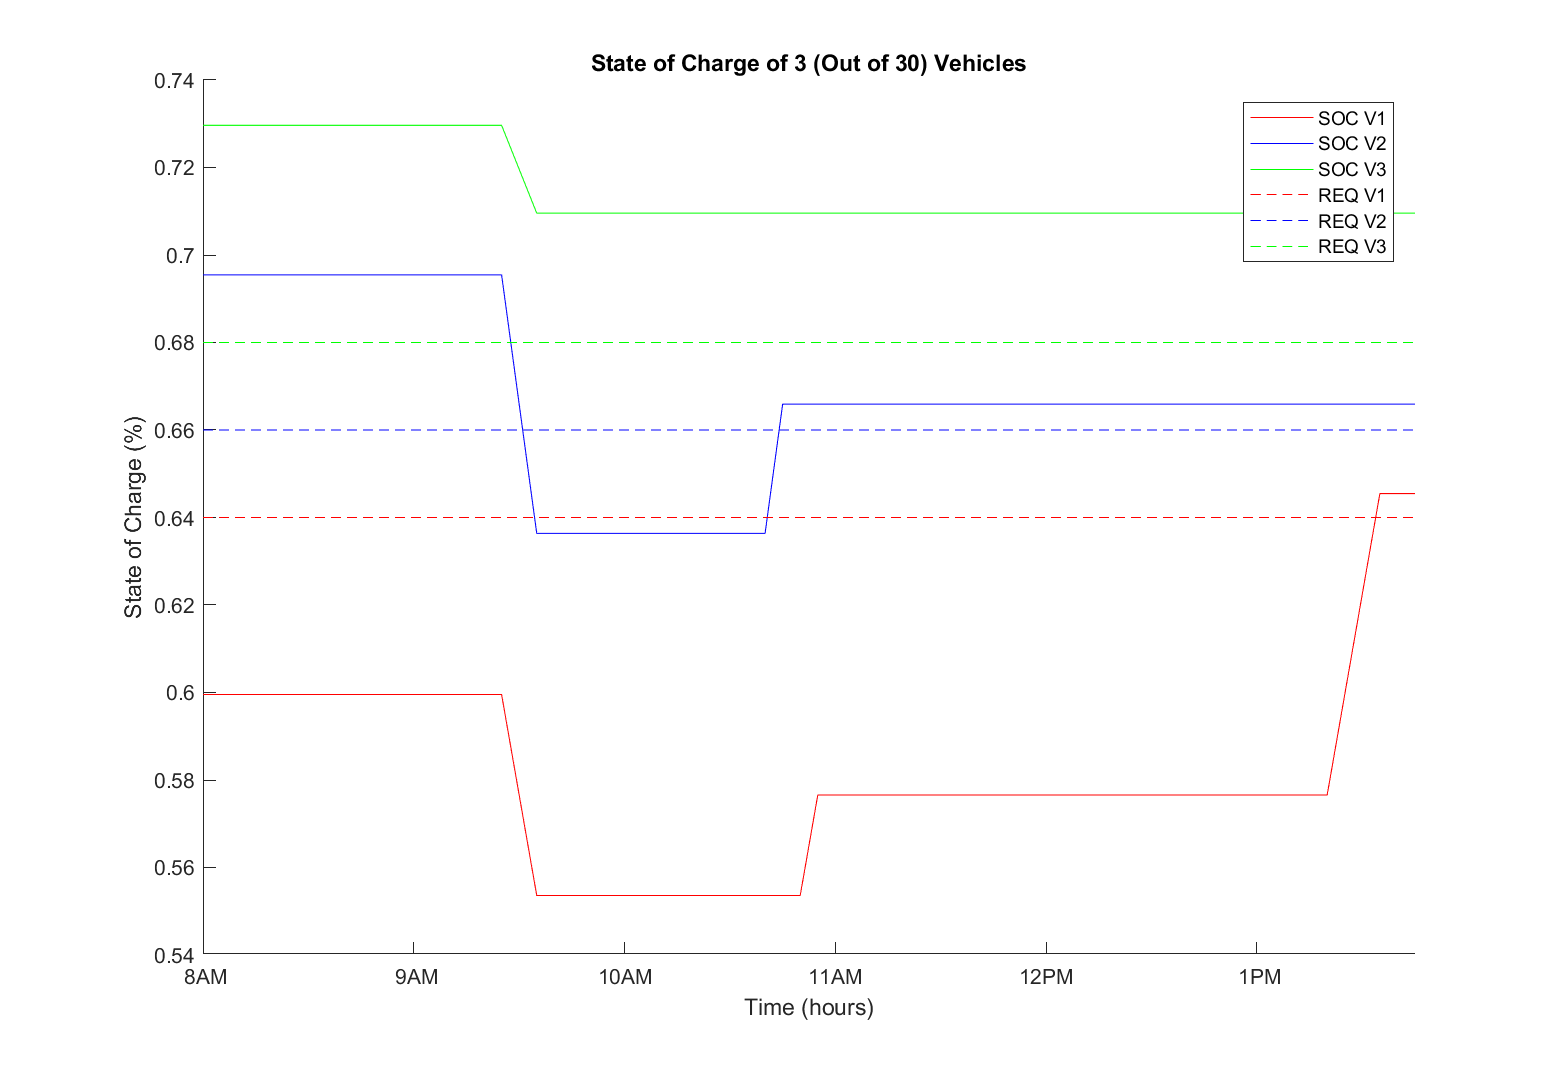 State of Charge of 3 (Out of 30) Vehicles
0.74
0.72
0.7
0.68
0.66
0.64
0.62
0.6
0.58
0.56
0.54
State of Charge (%)
SOC V1
SOC V2
SOC V3
REQ V1
REQ V2
REQ V3
8AM 9AM 10AM 11AM 12PM 1PM
Time (hours)